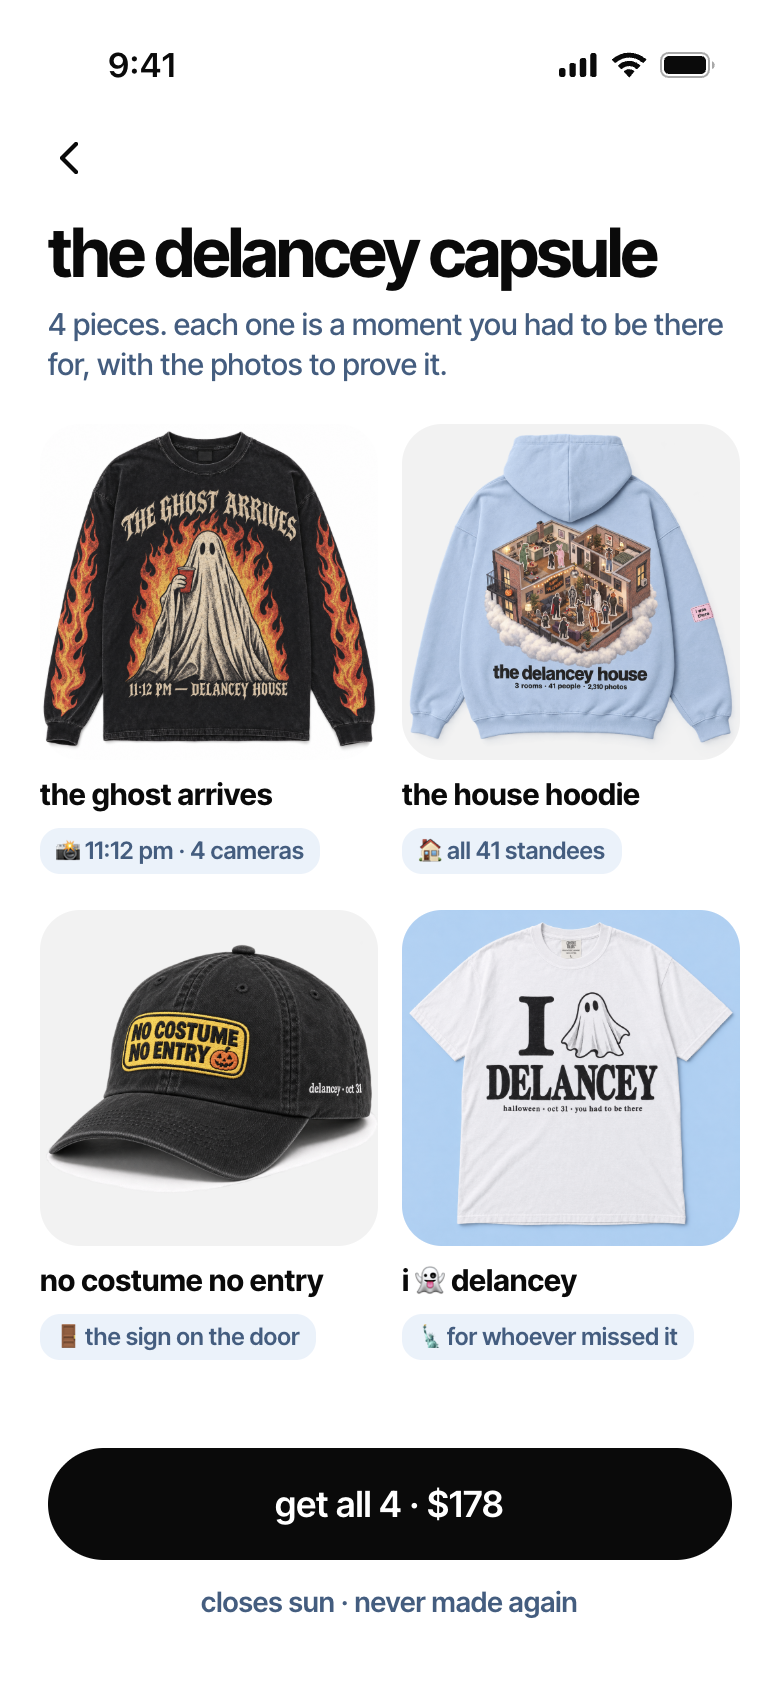 9:41
the delancey capsule
4 pieces. each one is a moment you had to be there
for, with the photos to prove it.
THE GHOST ARRIVES
11:12 PM — DELANCEY HOUSE
the delancey house
3 rooms · 41 people · 2,310 photos
i was
there
the ghost arrives
📸 11:12 pm · 4 cameras
the house hoodie
🏠 all 41 standees
NO COSTUME
NO ENTRY
delancey · oct 31
I
DELANCEY
halloween · oct 31 · you had to be there
no costume no entry
🚪 the sign on the door
i 👻 delancey
🗽 for whoever missed it
get all 4 · $178
closes sun · never made again